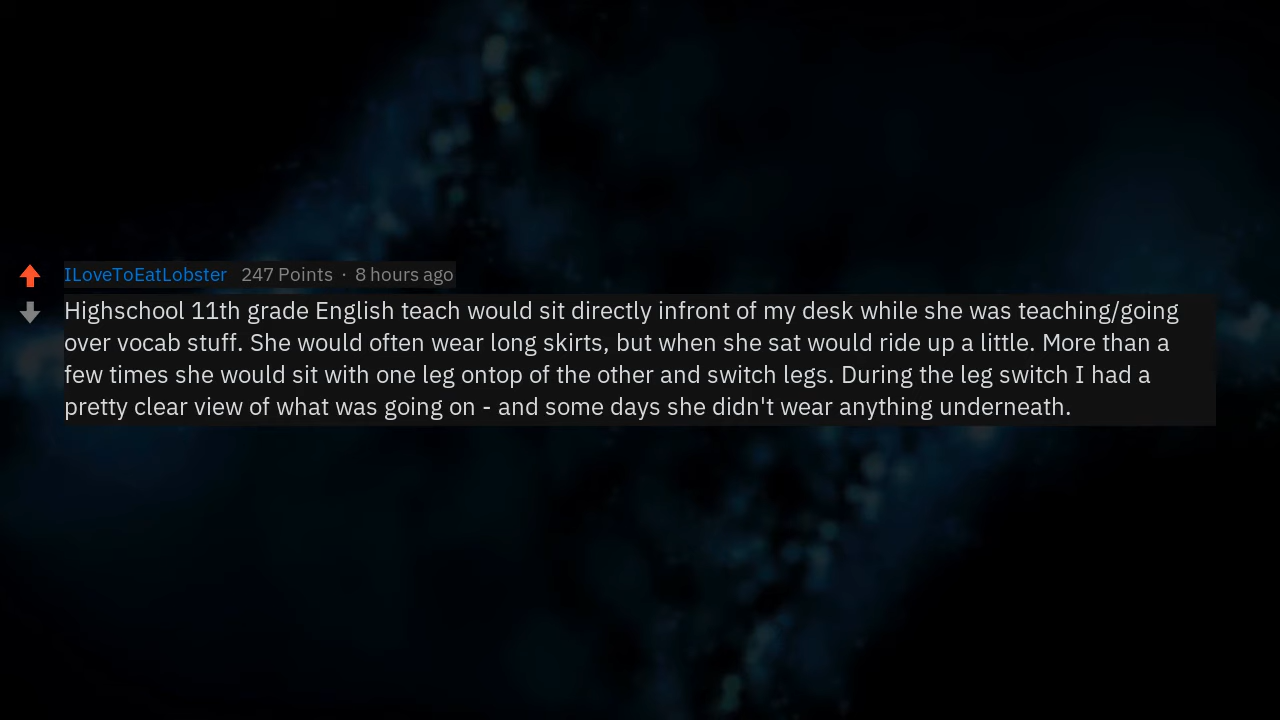 ILoveToEatLobster 247 Points · 8 hours ago
Highschool 11th grade English teach would sit directly infront of my desk while she was teaching/going
over vocab stuff. She would often wear long skirts, but when she sat would ride up a little. More than a
few times she would sit with one leg ontop of the other and switch legs. During the leg switch I had a
pretty clear view of what was going on - and some days she didn't wear anything underneath.